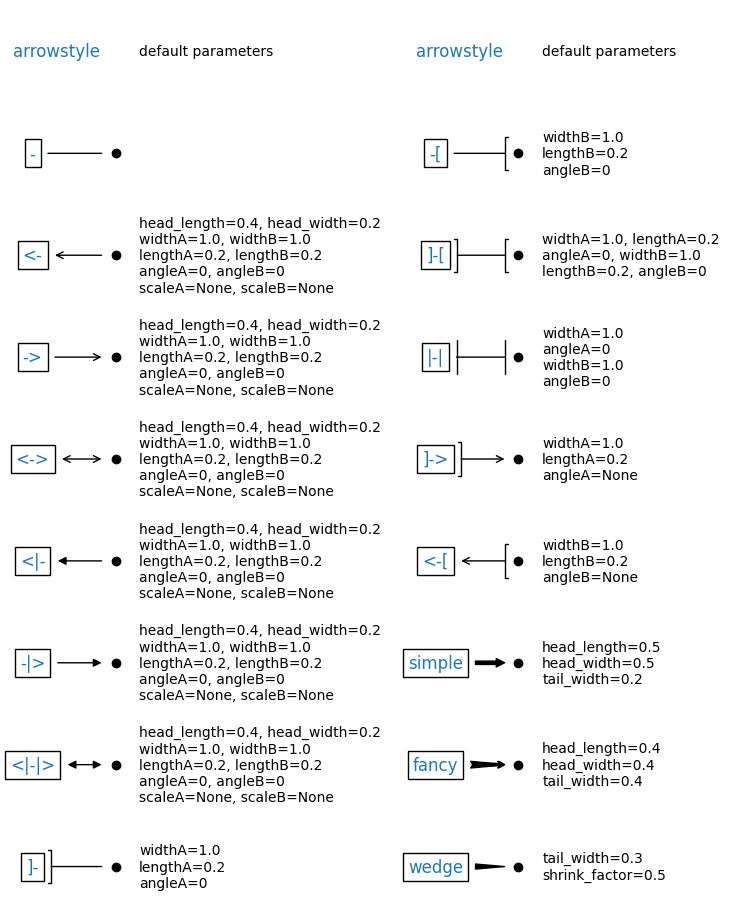 arrowstyle default parameters
-
<-
head_length=0.4, head_width=0.2
widthA=1.0, widthB=1.0
lengthA=0.2, lengthB=0.2
angleA=0, angleB=0
scaleA=None, scaleB=None
->
head_length=0.4, head_width=0.2
widthA=1.0, widthB=1.0
lengthA=0.2, lengthB=0.2
angleA=0, angleB=0
scaleA=None, scaleB=None
<->
head_length=0.4, head_width=0.2
widthA=1.0, widthB=1.0
lengthA=0.2, lengthB=0.2
angleA=0, angleB=0
scaleA=None, scaleB=None
<|-
head_length=0.4, head_width=0.2
widthA=1.0, widthB=1.0
lengthA=0.2, lengthB=0.2
angleA=0, angleB=0
scaleA=None, scaleB=None
-|>
head_length=0.4, head_width=0.2
widthA=1.0, widthB=1.0
lengthA=0.2, lengthB=0.2
angleA=0, angleB=0
scaleA=None, scaleB=None
<|-|>
head_length=0.4, head_width=0.2
widthA=1.0, widthB=1.0
lengthA=0.2, lengthB=0.2
angleA=0, angleB=0
scaleA=None, scaleB=None
]-
widthA=1.0
lengthA=0.2
angleA=0
arrowstyle default parameters
-[
widthB=1.0
lengthB=0.2
angleB=0
]-[
widthA=1.0, lengthA=0.2
angleA=0, widthB=1.0
lengthB=0.2, angleB=0
|-|
widthA=1.0
angleA=0
widthB=1.0
angleB=0
]->
widthA=1.0
lengthA=0.2
angleA=None
<-[
widthB=1.0
lengthB=0.2
angleB=None
simple
head_length=0.5
head_width=0.5
tail_width=0.2
fancy
head_length=0.4
head_width=0.4
tail_width=0.4
wedge
tail_width=0.3
shrink_factor=0.5